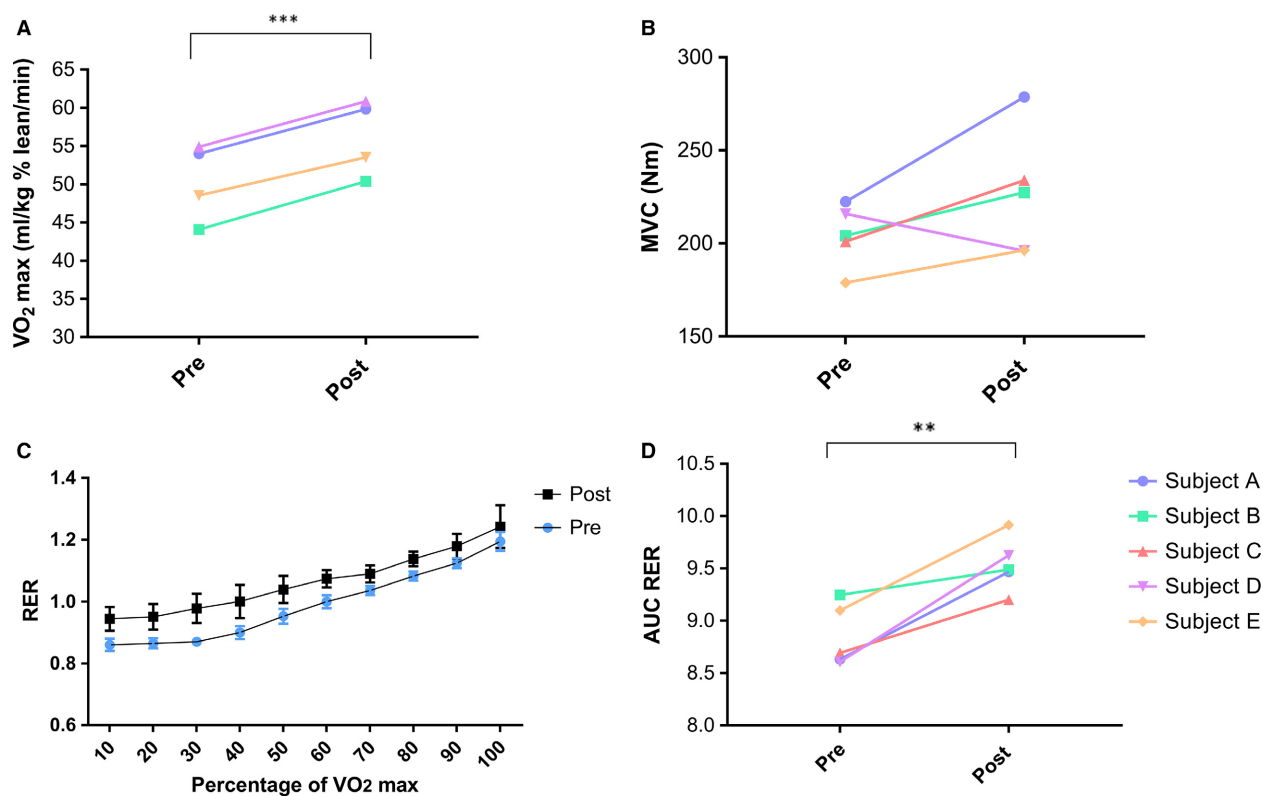 A
***
VO2 max (ml/kg % lean/min)
65
60
55
50
45
40
35
30
Pre
Post
B
MVC (Nm)
300
250
200
150
Pre
Post
C
RER
1.4
1.2
1.0
0.8
0.6
10
20
30
40
50
60
70
80
90
100
Percentage of VO2 max
Post
Pre
D
**
AUC RER
10.5
10.0
9.5
9.0
8.5
8.0
Pre
Post
Subject A
Subject B
Subject C
Subject D
Subject E